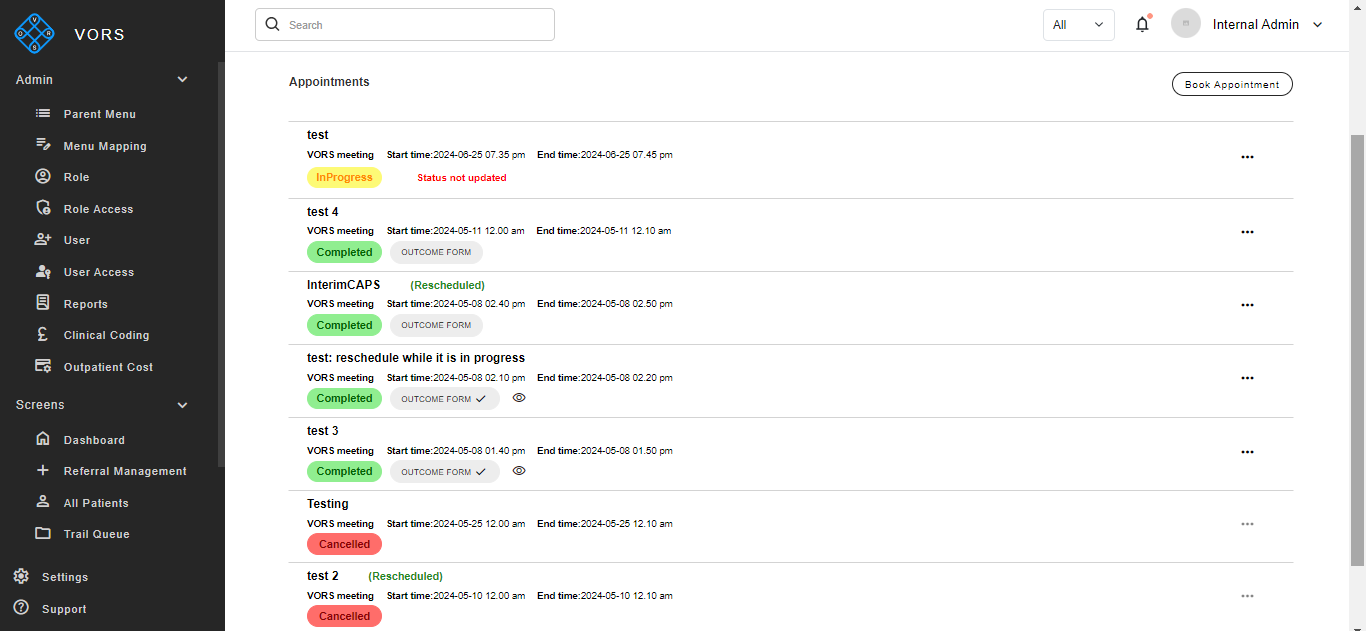 VORS
Admin
Parent Menu
Menu Mapping
Role
Role Access
User
User Access
Reports
Clinical Coding
Outpatient Cost
Screens
Dashboard
Referral Management
All Patients
Trail Queue
Settings
Support
Search
All
Internal Admin
Appointments
Book Appointment
test
VORS meeting Start time:2024-06-25 07.35 pm End time:2024-06-25 07.45 pm
InProgress Status not updated
test 4
VORS meeting Start time:2024-05-11 12.00 am End time:2024-05-11 12.10 am
Completed OUTCOME FORM
InterimCAPS (Rescheduled)
VORS meeting Start time:2024-05-08 02.40 pm End time:2024-05-08 02.50 pm
Completed OUTCOME FORM
test: reschedule while it is in progress
VORS meeting Start time:2024-05-08 02.10 pm End time:2024-05-08 02.20 pm
Completed OUTCOME FORM
test 3
VORS meeting Start time:2024-05-08 01.40 pm End time:2024-05-08 01.50 pm
Completed OUTCOME FORM
Testing
VORS meeting Start time:2024-05-25 12.00 am End time:2024-05-25 12.10 am
Cancelled
test 2 (Rescheduled)
VORS meeting Start time:2024-05-10 12.00 am End time:2024-05-10 12.10 am
Cancelled